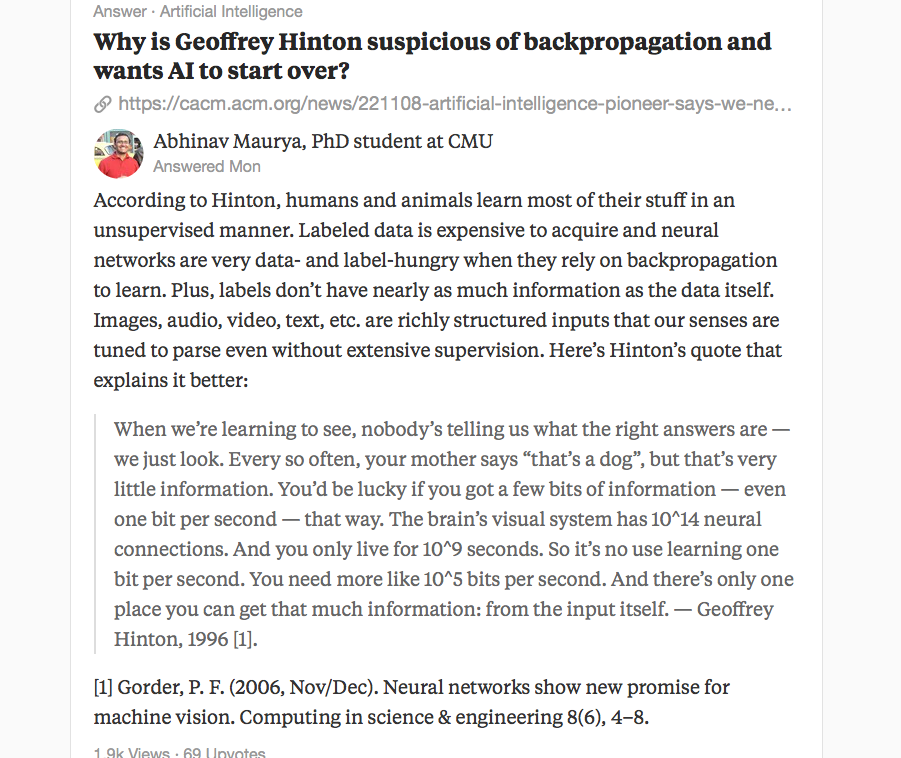 Answer · Artificial Intelligence
Why is Geoffrey Hinton suspicious of backpropagation and
wants AI to start over?
https://cacm.acm.org/news/221108-artificial-intelligence-pioneer-says-we-ne...
Abhinav Maurya, PhD student at CMU
Answered Mon
According to Hinton, humans and animals learn most of their stuff in an
unsupervised manner. Labeled data is expensive to acquire and neural
networks are very data- and label-hungry when they rely on backpropagation
to learn. Plus, labels don’t have nearly as much information as the data itself.
Images, audio, video, text, etc. are richly structured inputs that our senses are
tuned to parse even without extensive supervision. Here’s Hinton’s quote that
explains it better:
When we’re learning to see, nobody’s telling us what the right answers are —
we just look. Every so often, your mother says “that’s a dog”, but that’s very
little information. You’d be lucky if you got a few bits of information — even
one bit per second — that way. The brain’s visual system has 10^14 neural
connections. And you only live for 10^9 seconds. So it’s no use learning one
bit per second. You need more like 10^5 bits per second. And there’s only one
place you can get that much information: from the input itself. — Geoffrey
Hinton, 1996 [1].
[1] Gorder, P. F. (2006, Nov/Dec). Neural networks show new promise for
machine vision. Computing in science & engineering 8(6), 4–8.
1.9k Views · 69 Upvotes